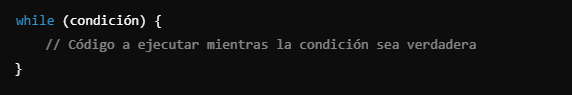 while (condición) {
    // Código a ejecutar mientras la condición sea verdadera
}